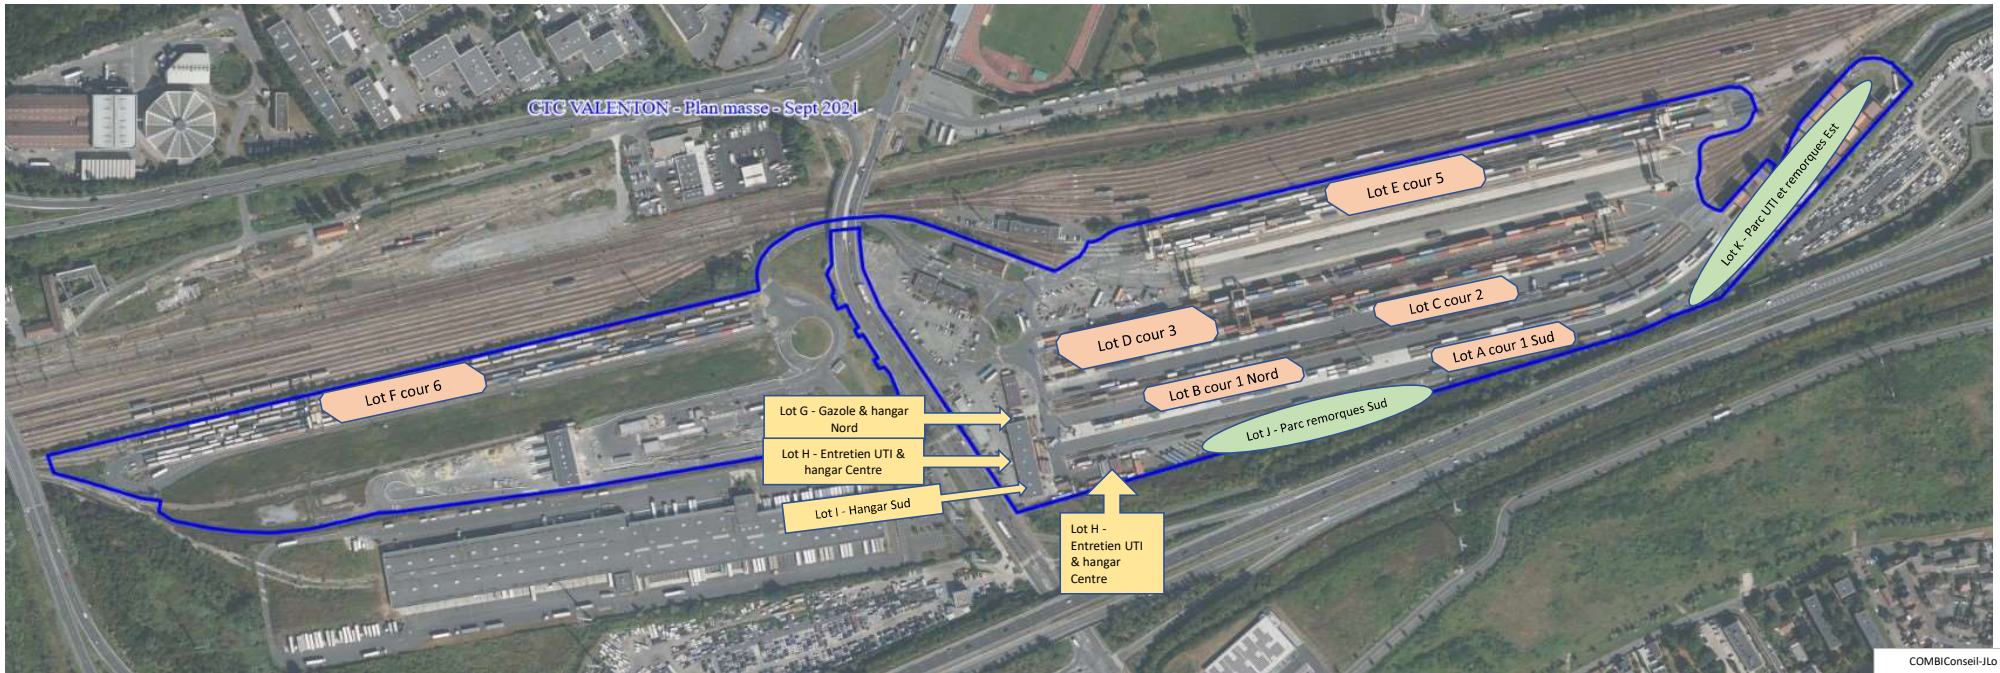 CTC VALENTON - Plan masse - Sept 2021
Lot E cour 5
Lot K - Parc UTI et remorques Est
Lot C cour 2
Lot D cour 3
Lot A cour 1 Sud
Lot B cour 1 Nord
Lot F cour 6
Lot J - Parc remorques Sud
Lot G - Gazole & hangar
Nord
Lot H - Entretien UTI &
hangar Centre
Lot I - Hangar Sud
Lot H -
Entretien UTI
& hangar
Centre
COMBIConseil-JLo